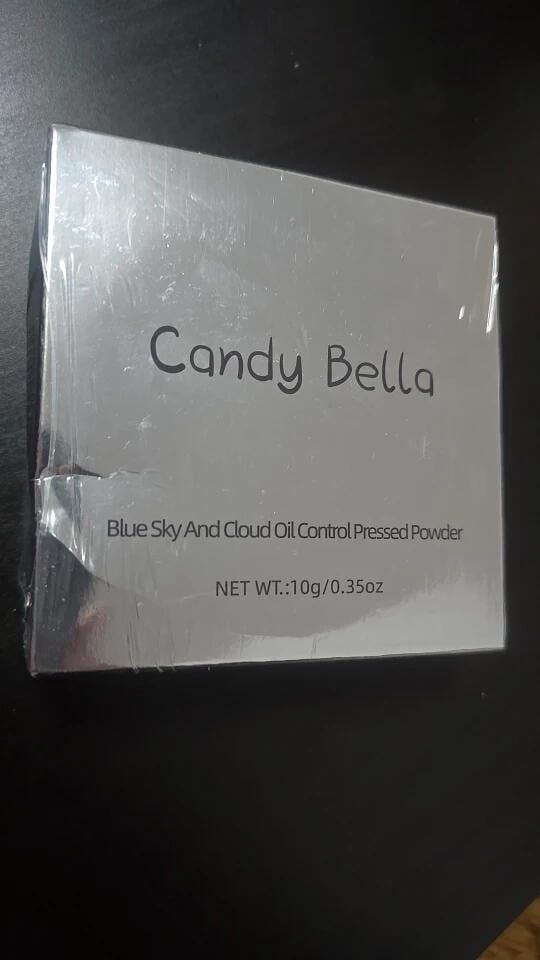 Candy Bella
Blue Sky And Cloud Oil Control Pressed Powder
NET WT.:10g/0.35oz